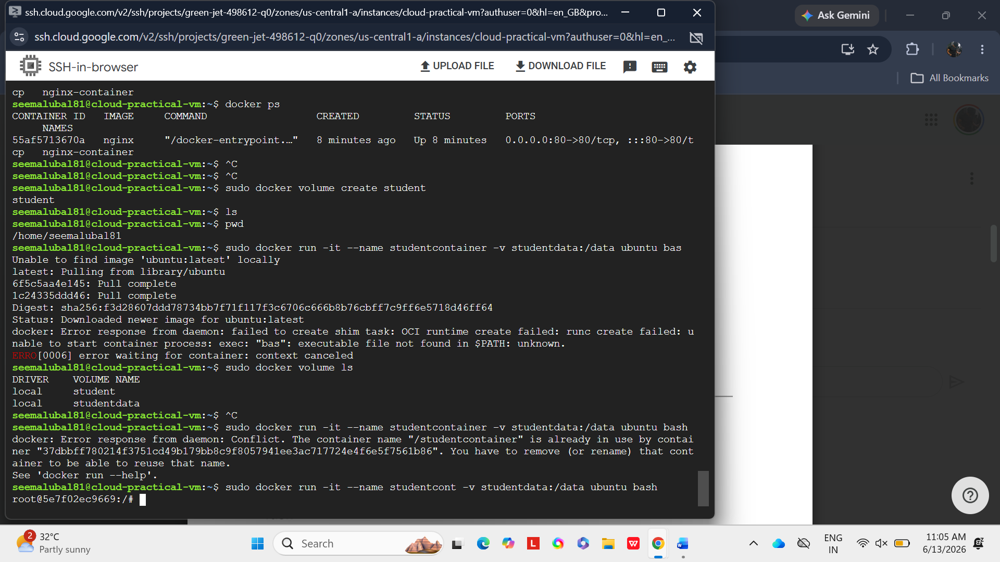 ssh.cloud.google.com/v2/ssh/projects/green-jet-498612-q0/zones/us-central1-a/instances/cloud-practical-vm?authuser=0&hl=en_GB&pro...
ssh.cloud.google.com/v2/ssh/projects/green-jet-498612-q0/zones/us-central1-a/instances/cloud-practical-vm?authuser=0&hl=en_...
SSH-in-browser
UPLOAD FILE
DOWNLOAD FILE
Ask Gemini
All Bookmarks
cp   nginx-container
seemalubal81@cloud-practical-vm:~$ docker ps
CONTAINER ID   IMAGE     COMMAND                  CREATED         STATUS         PORTS
     NAMES
55af5713670a   nginx     "/docker-entrypoint.…"   8 minutes ago   Up 8 minutes   0.0.0.0:80->80/tcp, :::80->80/t
cp   nginx-container
seemalubal81@cloud-practical-vm:~$ ^C
seemalubal81@cloud-practical-vm:~$ ^C
seemalubal81@cloud-practical-vm:~$ sudo docker volume create student
student
seemalubal81@cloud-practical-vm:~$ ls
seemalubal81@cloud-practical-vm:~$ pwd
/home/seemalubal81
seemalubal81@cloud-practical-vm:~$ sudo docker run -it --name studentcontainer -v studentdata:/data ubuntu bas
Unable to find image 'ubuntu:latest' locally
latest: Pulling from library/ubuntu
6f5c5aa4e145: Pull complete
1c24335ddd46: Pull complete
Digest: sha256:f3d28607ddd78734bb7f71f117f3c6706c666b8b76cbff7c9ff6e5718d46ff64
Status: Downloaded newer image for ubuntu:latest
docker: Error response from daemon: failed to create shim task: OCI runtime create failed: runc create failed: u
nable to start container process: exec: "bas": executable file not found in $PATH: unknown.
ERRO[0006] error waiting for container: context canceled
seemalubal81@cloud-practical-vm:~$ sudo docker volume ls
DRIVER    VOLUME NAME
local     student
local     studentdata
seemalubal81@cloud-practical-vm:~$ ^C
seemalubal81@cloud-practical-vm:~$ sudo docker run -it --name studentcontainer -v studentdata:/data ubuntu bash
docker: Error response from daemon: Conflict. The container name "/studentcontainer" is already in use by contai
ner "37dbbff780214f3751cd49b179bb8c9f8057941ee3ac717724e4f6e5f7561b86". You have to remove (or rename) that cont
ainer to be able to reuse that name.
See 'docker run --help'.
seemalubal81@cloud-practical-vm:~$ sudo docker run -it --name studentcont -v studentdata:/data ubuntu bash
root@5e7f02ec9669:/#
2
32°C
Partly sunny
Search
ENG
IN
11:05 AM
6/13/2026